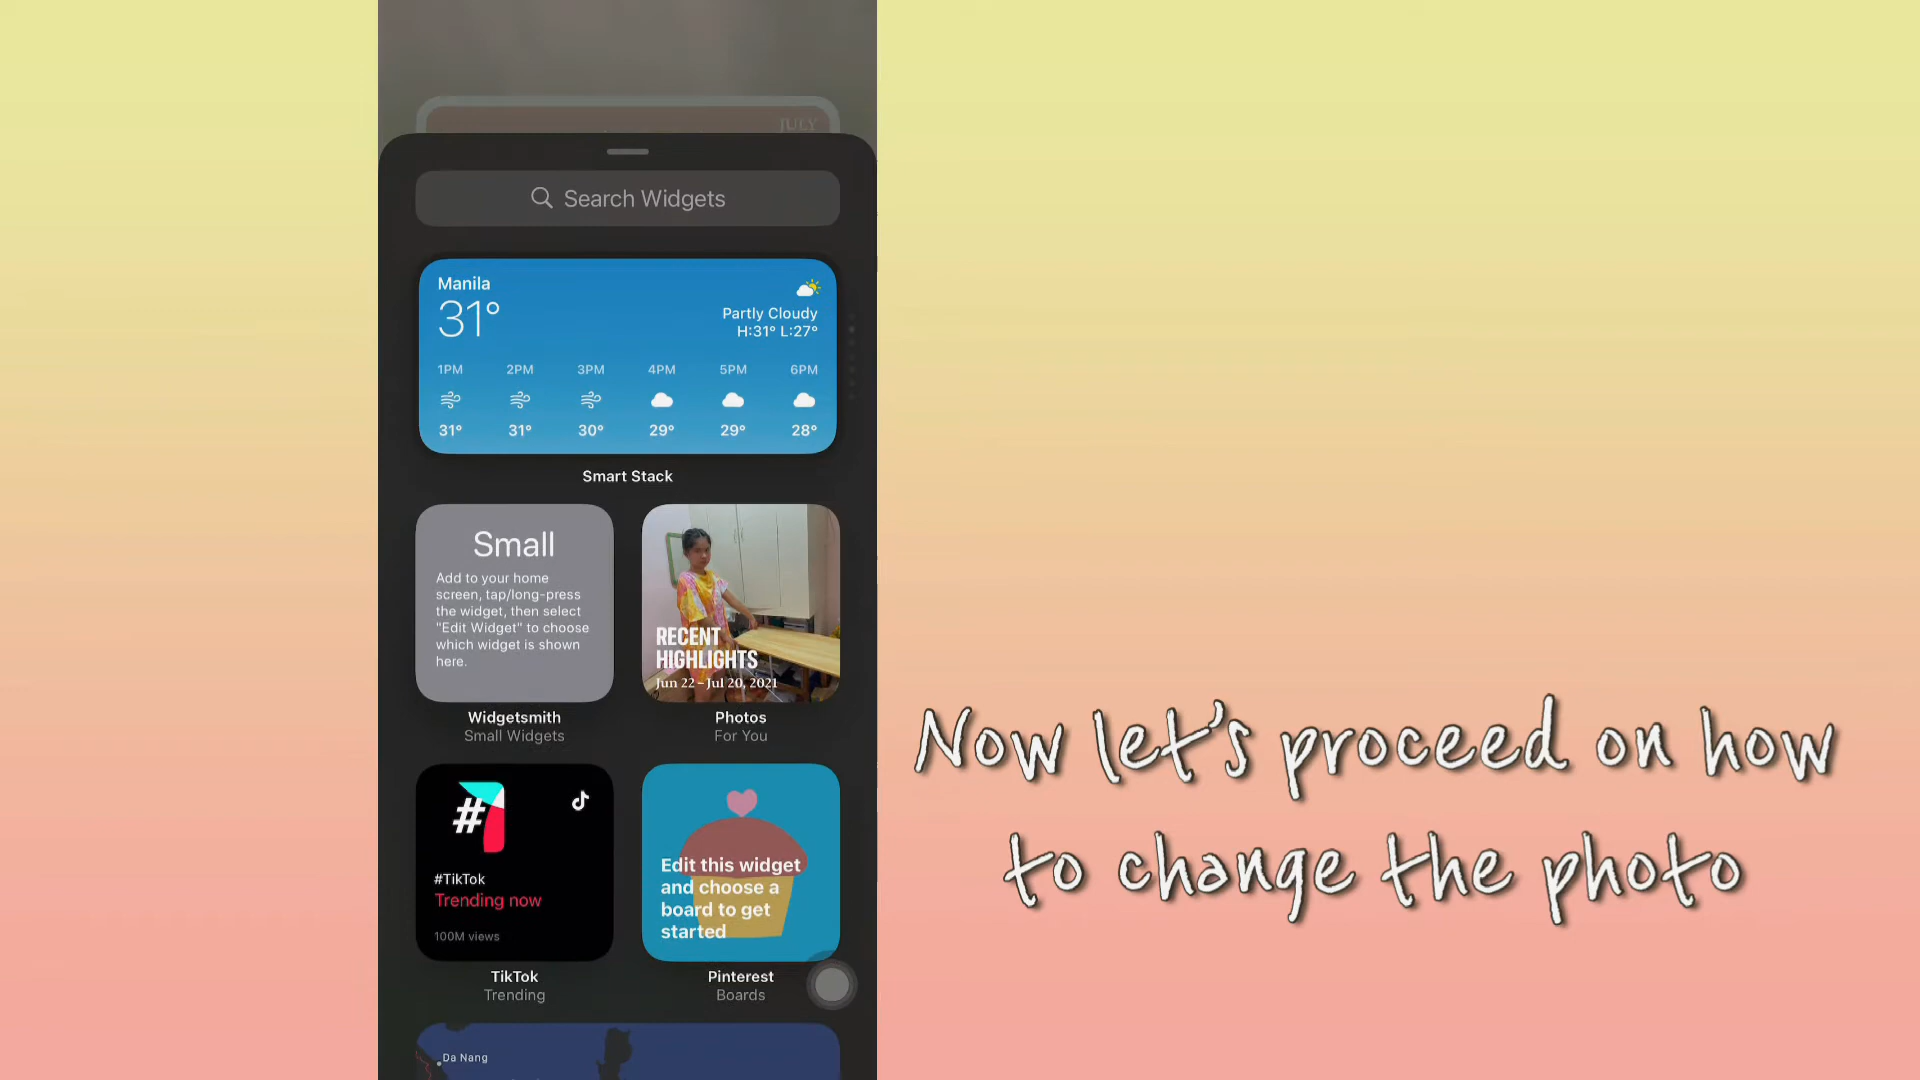 JULY
Search Widgets
Manila
31°
Partly Cloudy
H:31° L:27°
1PM 2PM 3PM 4PM 5PM 6PM
31° 31° 30° 29° 29° 28°
Smart Stack
Small
Add to your home
screen, tap/long-press
the widget, then select
"Edit Widget" to choose
which widget is shown
here.
Widgetsmith
Small Widgets
RECENT
HIGHLIGHTS
Jun 22–Jul 20, 2021
Photos
For You
#
#TikTok
Trending now
100M views
TikTok
Trending
Edit this widget
and choose a
board to get
started
Pinterest
Boards
Da Nang
Now let's proceed on how
to change the photo